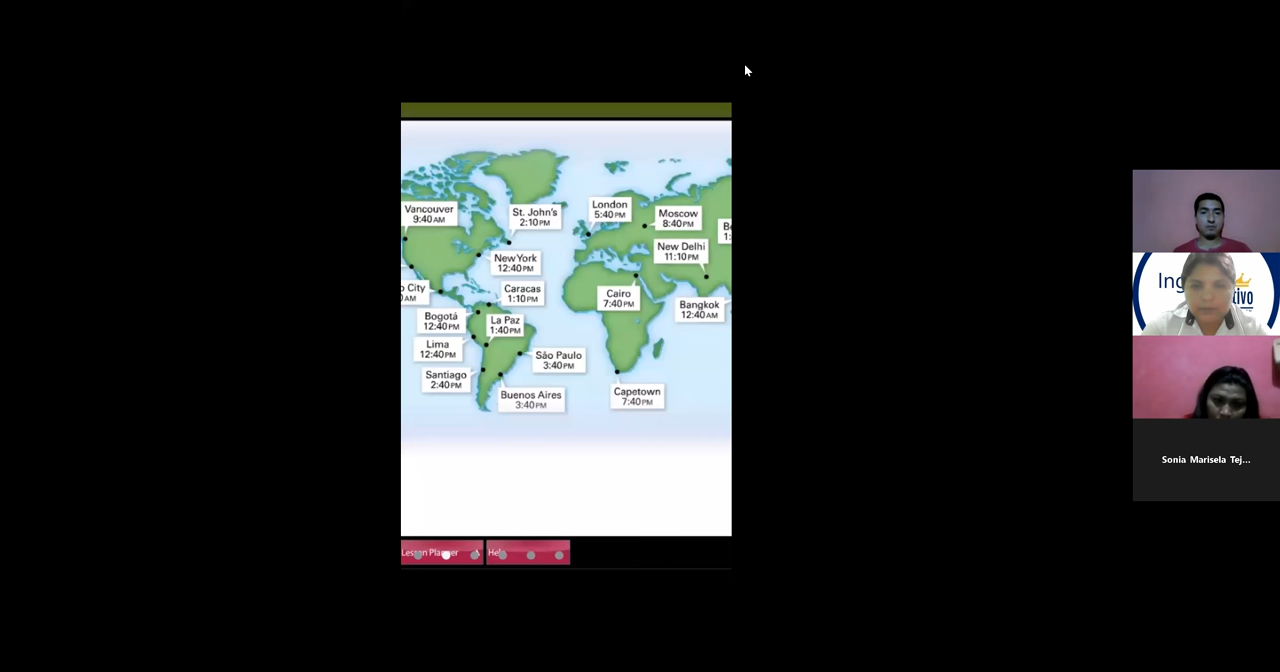 Vancouver
9:40 AM
St. John's
2:10 PM
London
5:40 PM
Moscow
8:40 PM
New Delhi
11:10 PM
New York
12:40 PM
City
Caracas
1:10 PM
Cairo
7:40 PM
Bangkok
12:40 AM
Bogotá
12:40 PM
La Paz
1:40 PM
Lima
12:40 PM
São Paulo
3:40 PM
Santiago
2:40 PM
Buenos Aires
3:40 PM
Capetown
7:40 PM
Lesson Planner
Sonia Marisela Tej...